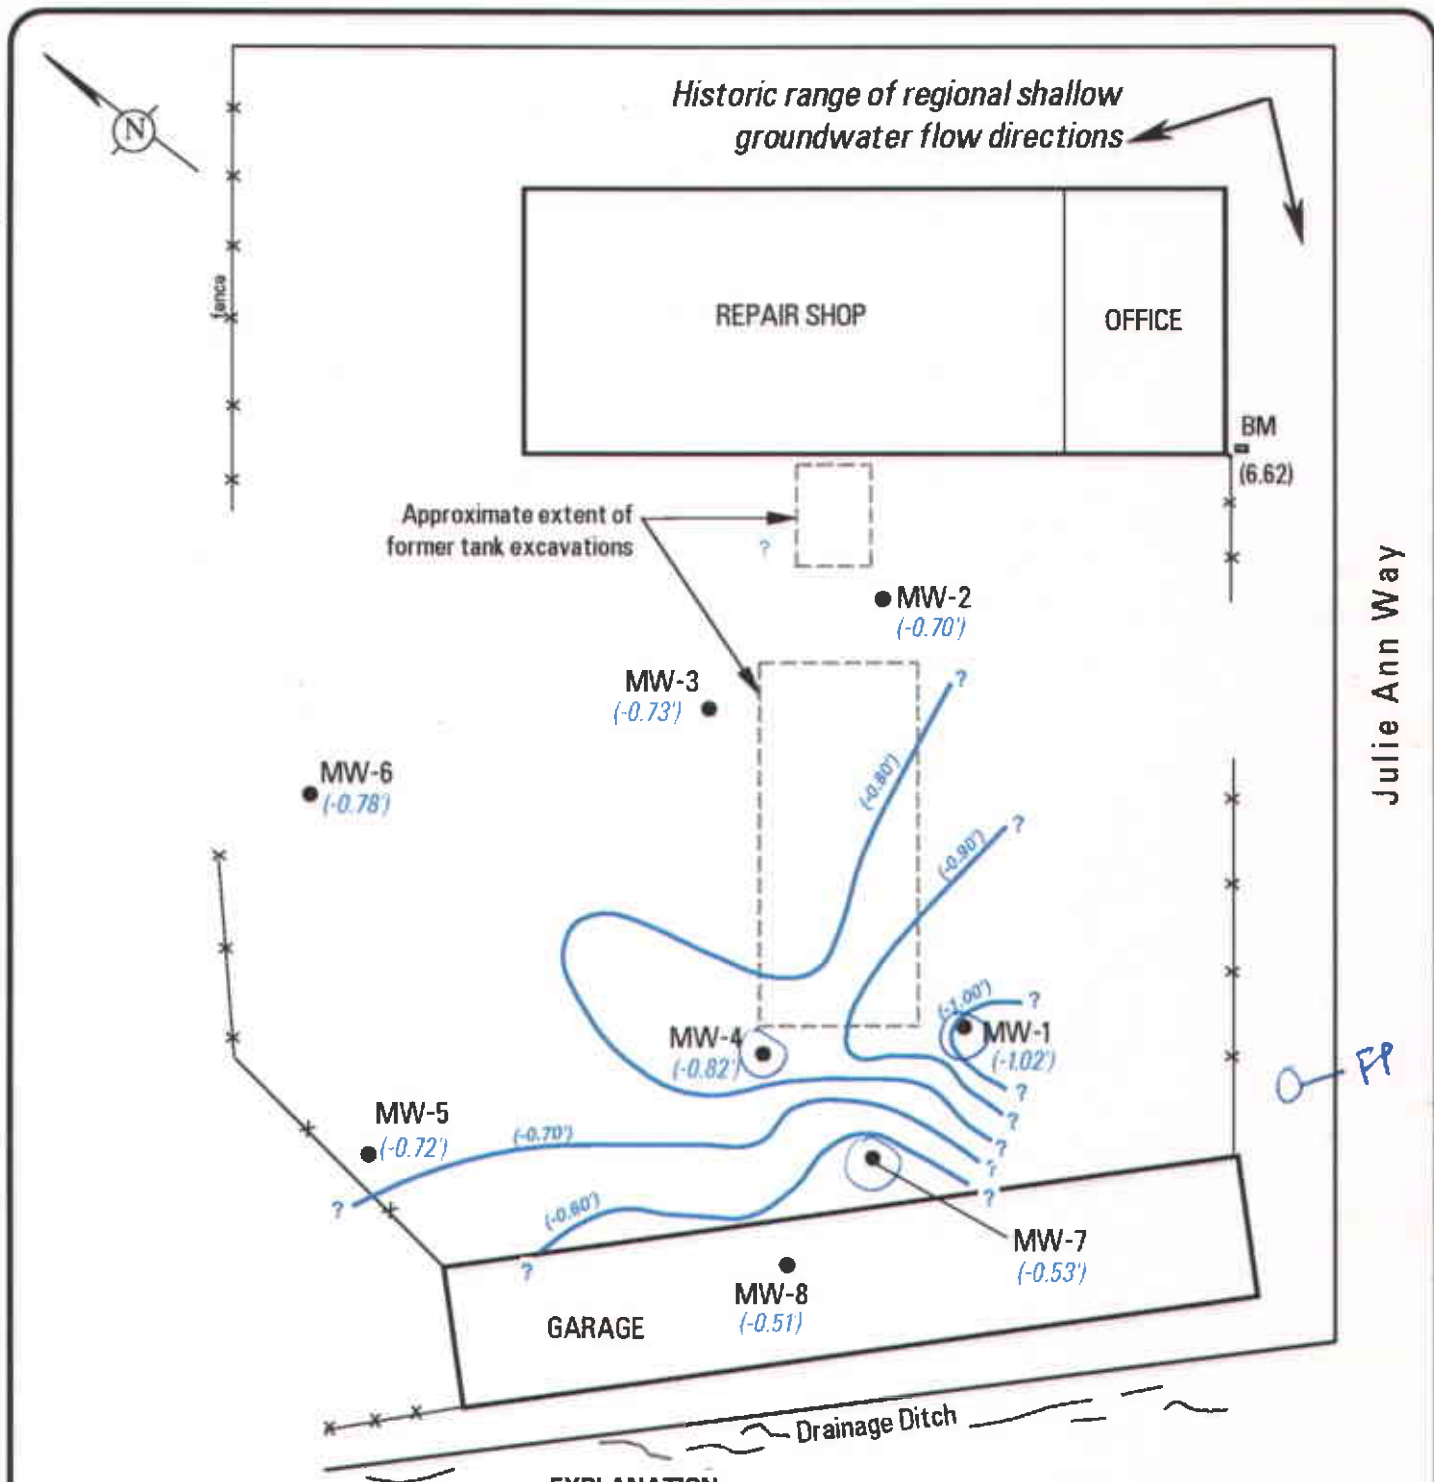 N
Historic range of regional shallow
groundwater flow directions
fence
REPAIR SHOP
OFFICE
BM
(6.62)
Approximate extent of
former tank excavations
?
MW-2
(-0.70')
MW-3
(-0.73')
?
MW-6
(-0.78')
(-0.80')
?
(-0.90')
Julie Ann Way
(-1.00')
?
MW-4
(-0.82')
MW-1
(-1.02')
FP
?
?
MW-5
(-0.72')
(-0.70')
?
?
?
?
(-0.60')
?
MW-7
(-0.53')
MW-8
(-0.51')
GARAGE
Drainage Ditch
EXPLANATION